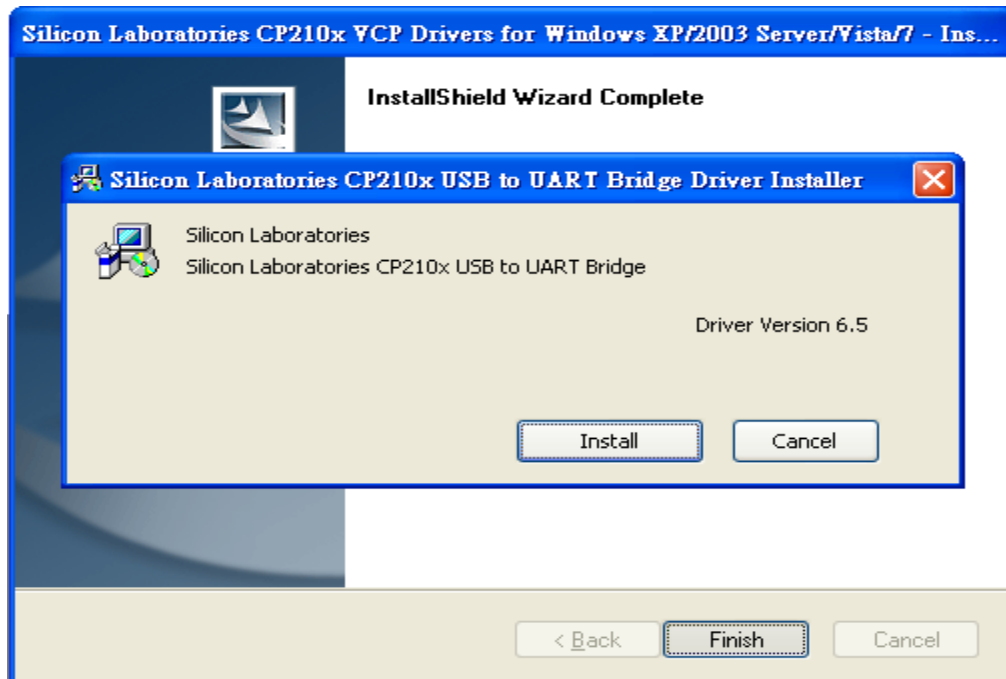 Silicon Laboratories CP210x VCP Drivers for Windows XP/2003 Server/Vista/7 - Ins...
InstallShield Wizard Complete
Silicon Laboratories CP210x USB to UART Bridge Driver Installer
Silicon Laboratories
Silicon Laboratories CP210x USB to UART Bridge
Driver Version 6.5
Install
Cancel
< Back
Finish
Cancel